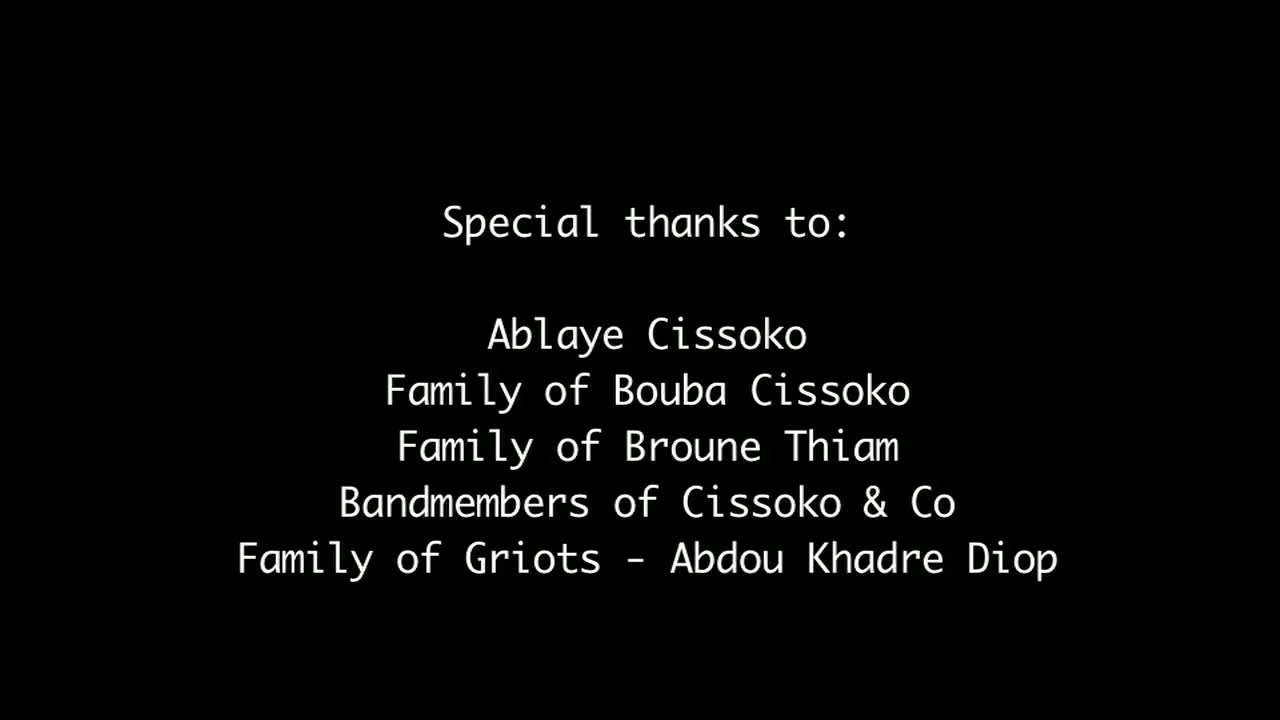 Special thanks to:
Ablaye Cissoko
Family of Bouba Cissoko
Family of Broune Thiam
Bandmembers of Cissoko & Co
Family of Griots - Abdou Khadre Diop